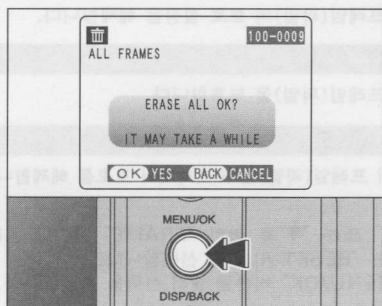 100-0009
ALL FRAMES
ERASE ALL OK?
IT MAY TAKE A WHILE
OK YES BACK CANCEL
MENU/OK
DISP/BACK